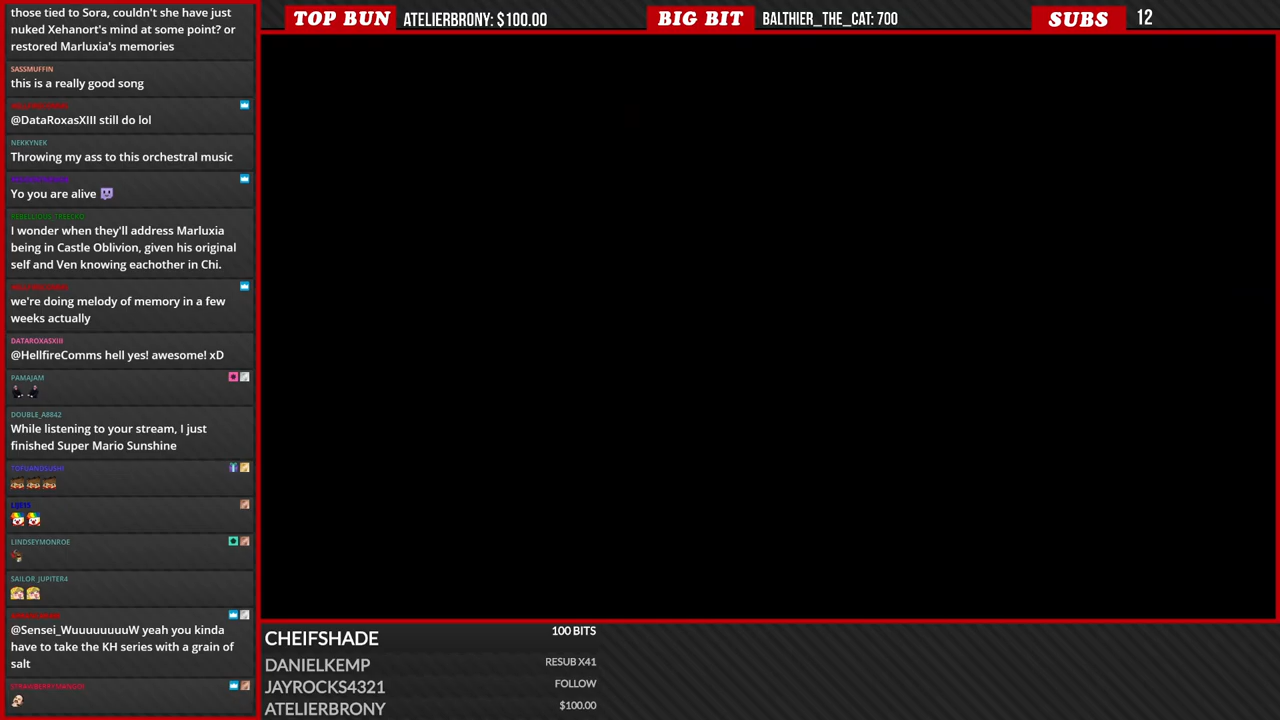 TOP BUN
ATELIERBRONY: $100.00
BIG BIT
BALTHIER_THE_CAT: 700
SUBS
12
those tied to Sora, couldn't she have just
nuked Xehanort's mind at some point? or
restored Marluxia's memories
SASSMUFFIN
this is a really good song
@DataRoxasXIII still do lol
NEKKYNEK
Throwing my ass to this orchestral music
Yo you are alive
REBELLIOUS_TREECKO
I wonder when they'll address Marluxia
being in Castle Oblivion, given his original
self and Ven knowing eachother in Chi.
we're doing melody of memory in a few
weeks actually
DATAROXASXIII
@HellfireComms hell yes! awesome! xD
PAMAJAM
DOUBLE_A8842
While listening to your stream, I just
finished Super Mario Sunshine
TOFUANDSUSHI
LINDSEYMONROE
SAILOR_JUPITER4
@Sensei_WuuuuuuuuW yeah you kinda
have to take the KH series with a grain of
salt
CHEIFSHADE
100 BITS
DANIELKEMP
RESUB X41
JAYROCKS4321
FOLLOW
ATELIERBRONY
$100.00